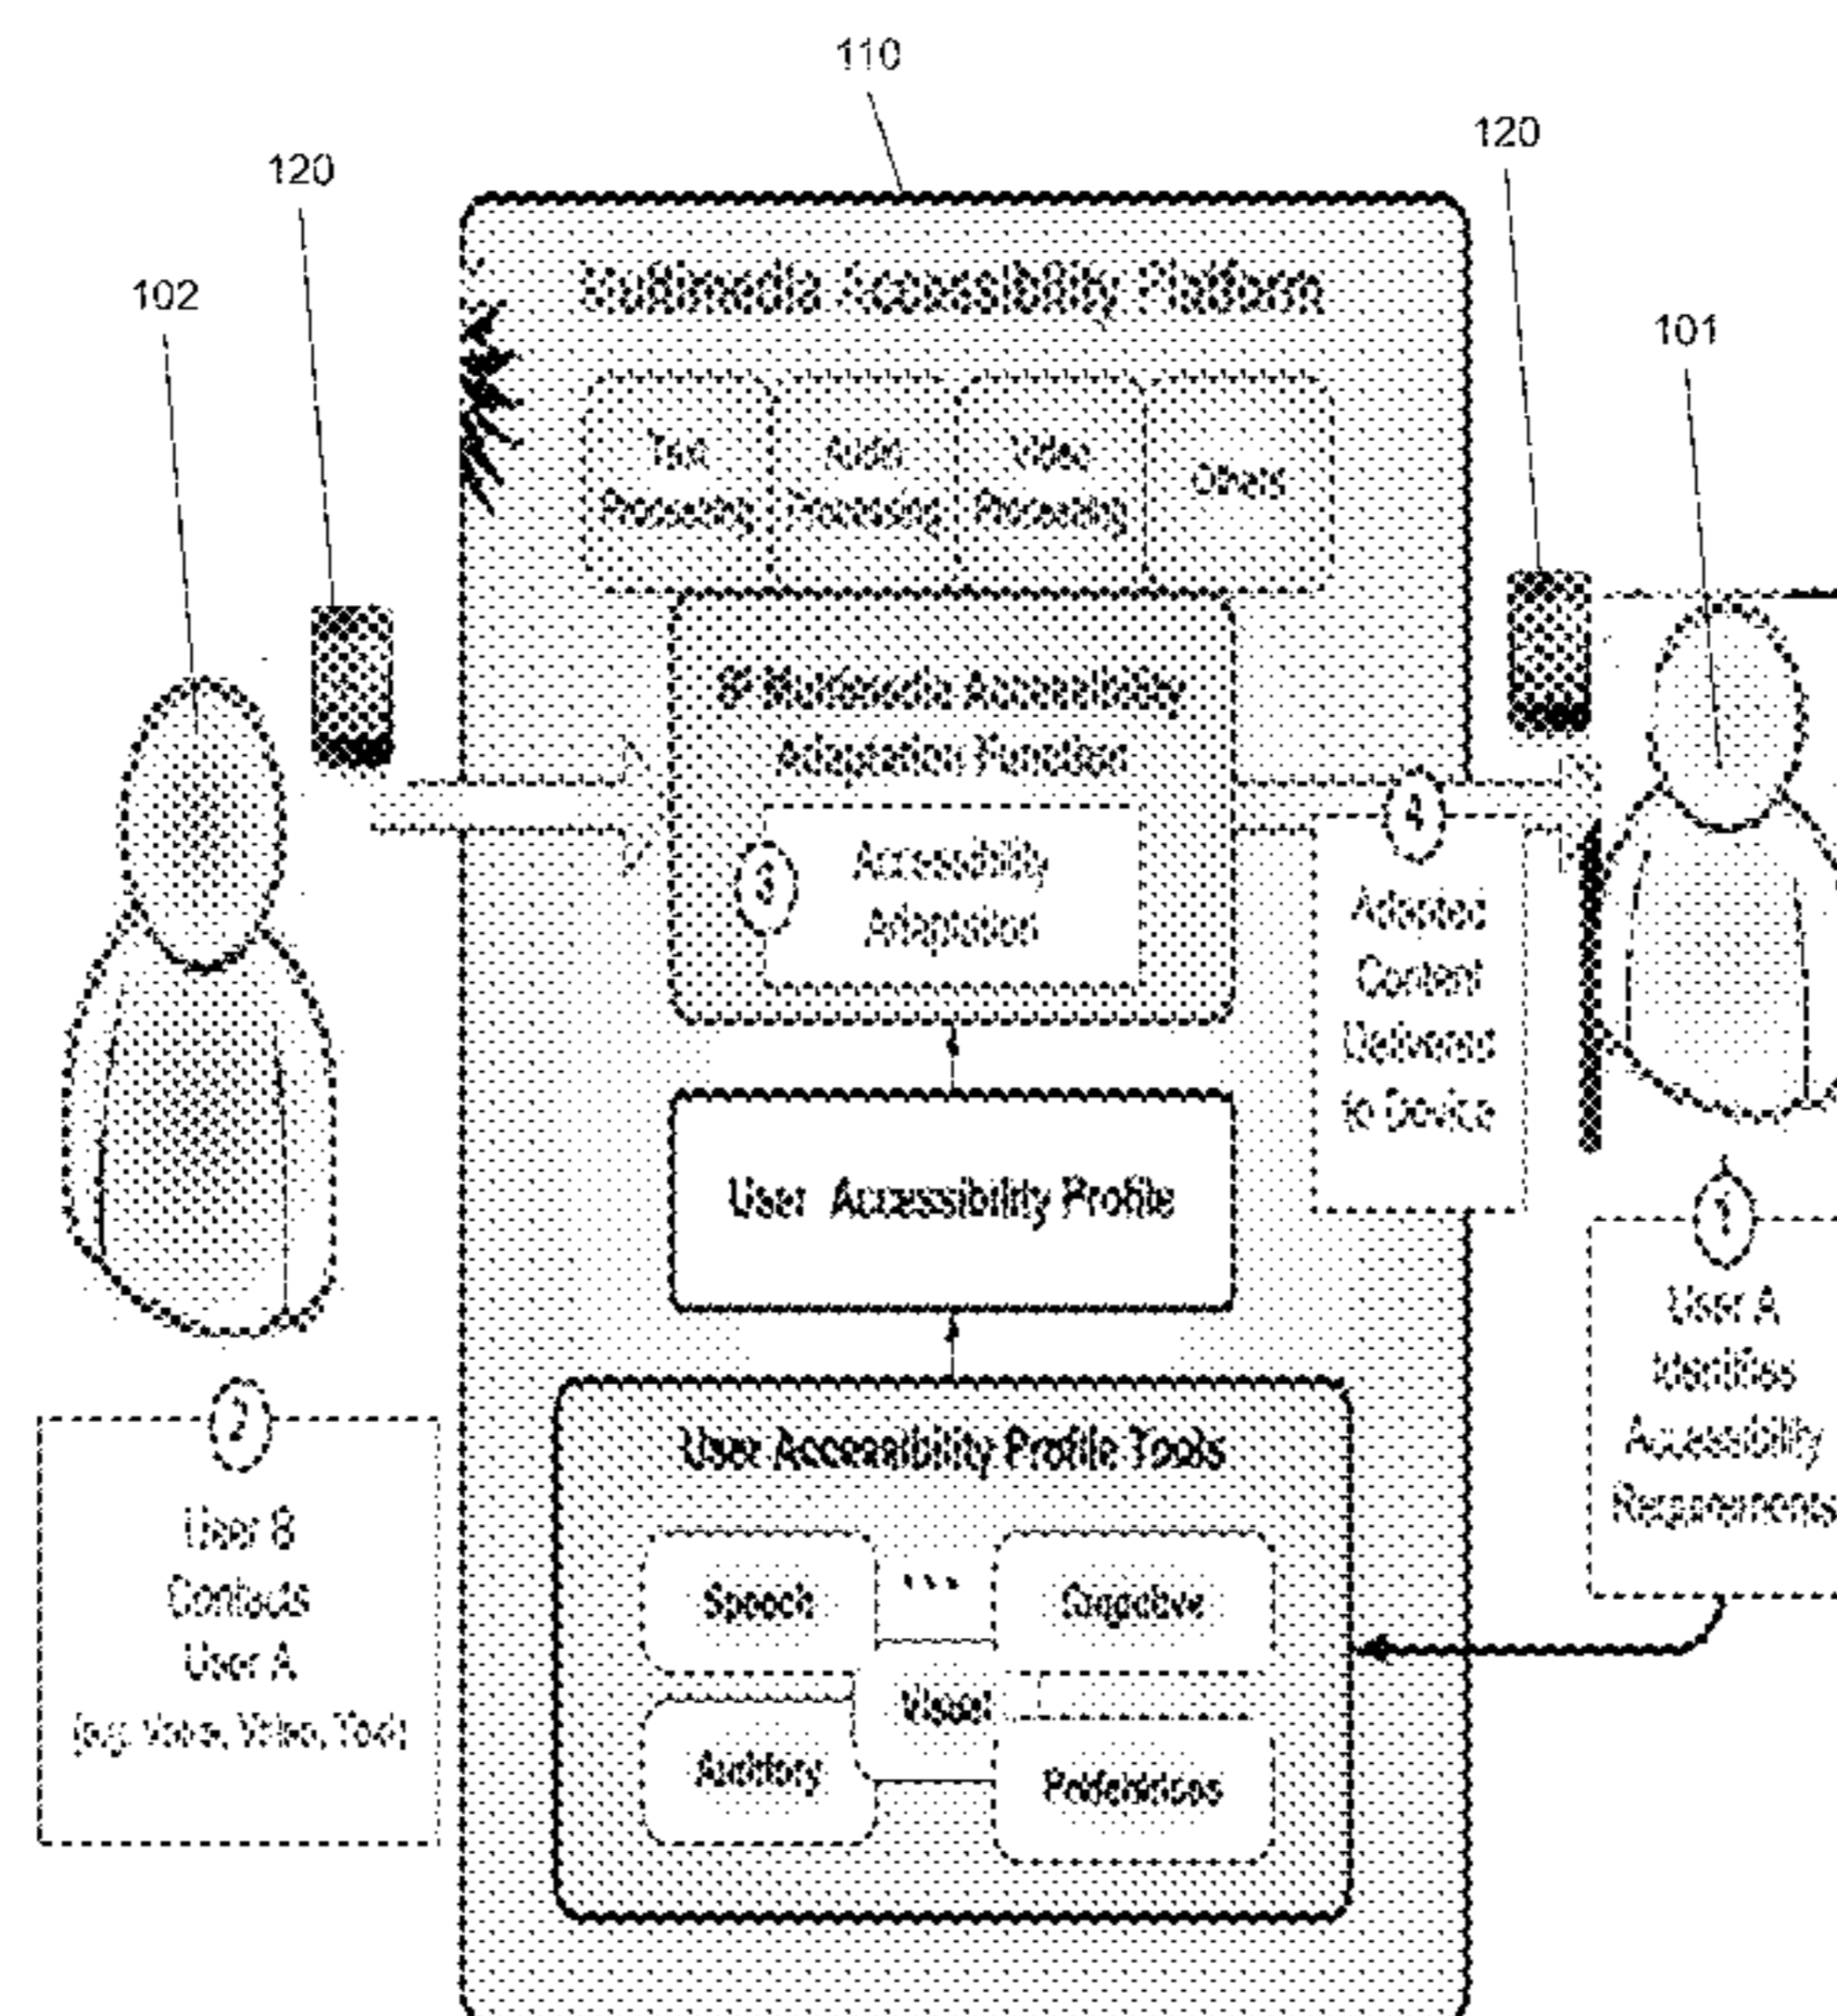 110
120
120
102
101
Multimedia Accessibility Platform
Text
Processing
Audio
Processing
Video
Processing
Others
IP Multimedia Accessibility
Adaptation Function
3
Accessibility
Adaptation
4
Adapted
Content
Delivered
to Device
User Accessibility Profile
1
User A
Identifies
Accessibility
Requirements
2
User B
Contacts
User A
(e.g. Voice, Video, Text)
User Accessibility Profile Tools
Speech
...
Cognitive
Visual
Auditory
Preferences